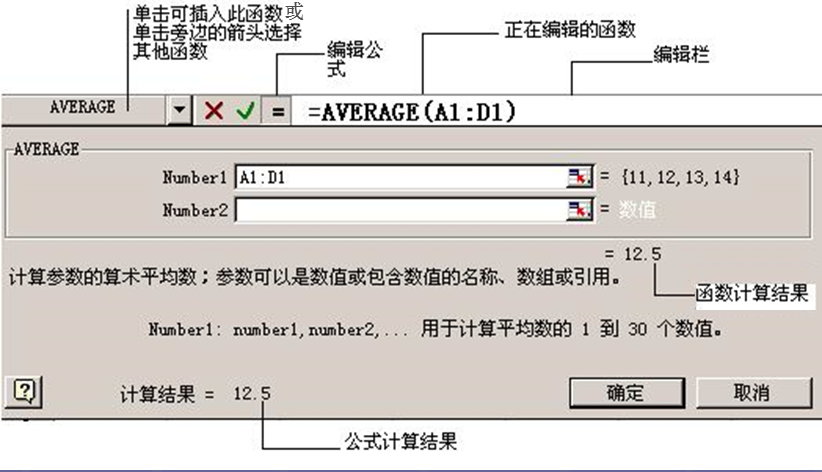 单击可插入此函数或
单击旁边的箭头选择
其他函数
编辑公
式
正在编辑的函数
编辑栏
AVERAGE
=
=AVERAGE(A1:D1)
AVERAGE
Number1 A1:D1 = {11,12,13,14}
Number2 = 数值
= 12.5
计算参数的算术平均数；参数可以是数值或包含数值的名称、数组或引用。
函数计算结果
Number1: number1,number2,... 用于计算平均数的 1 到 30 个数值。
? 计算结果 = 12.5 确定 取消
公式计算结果